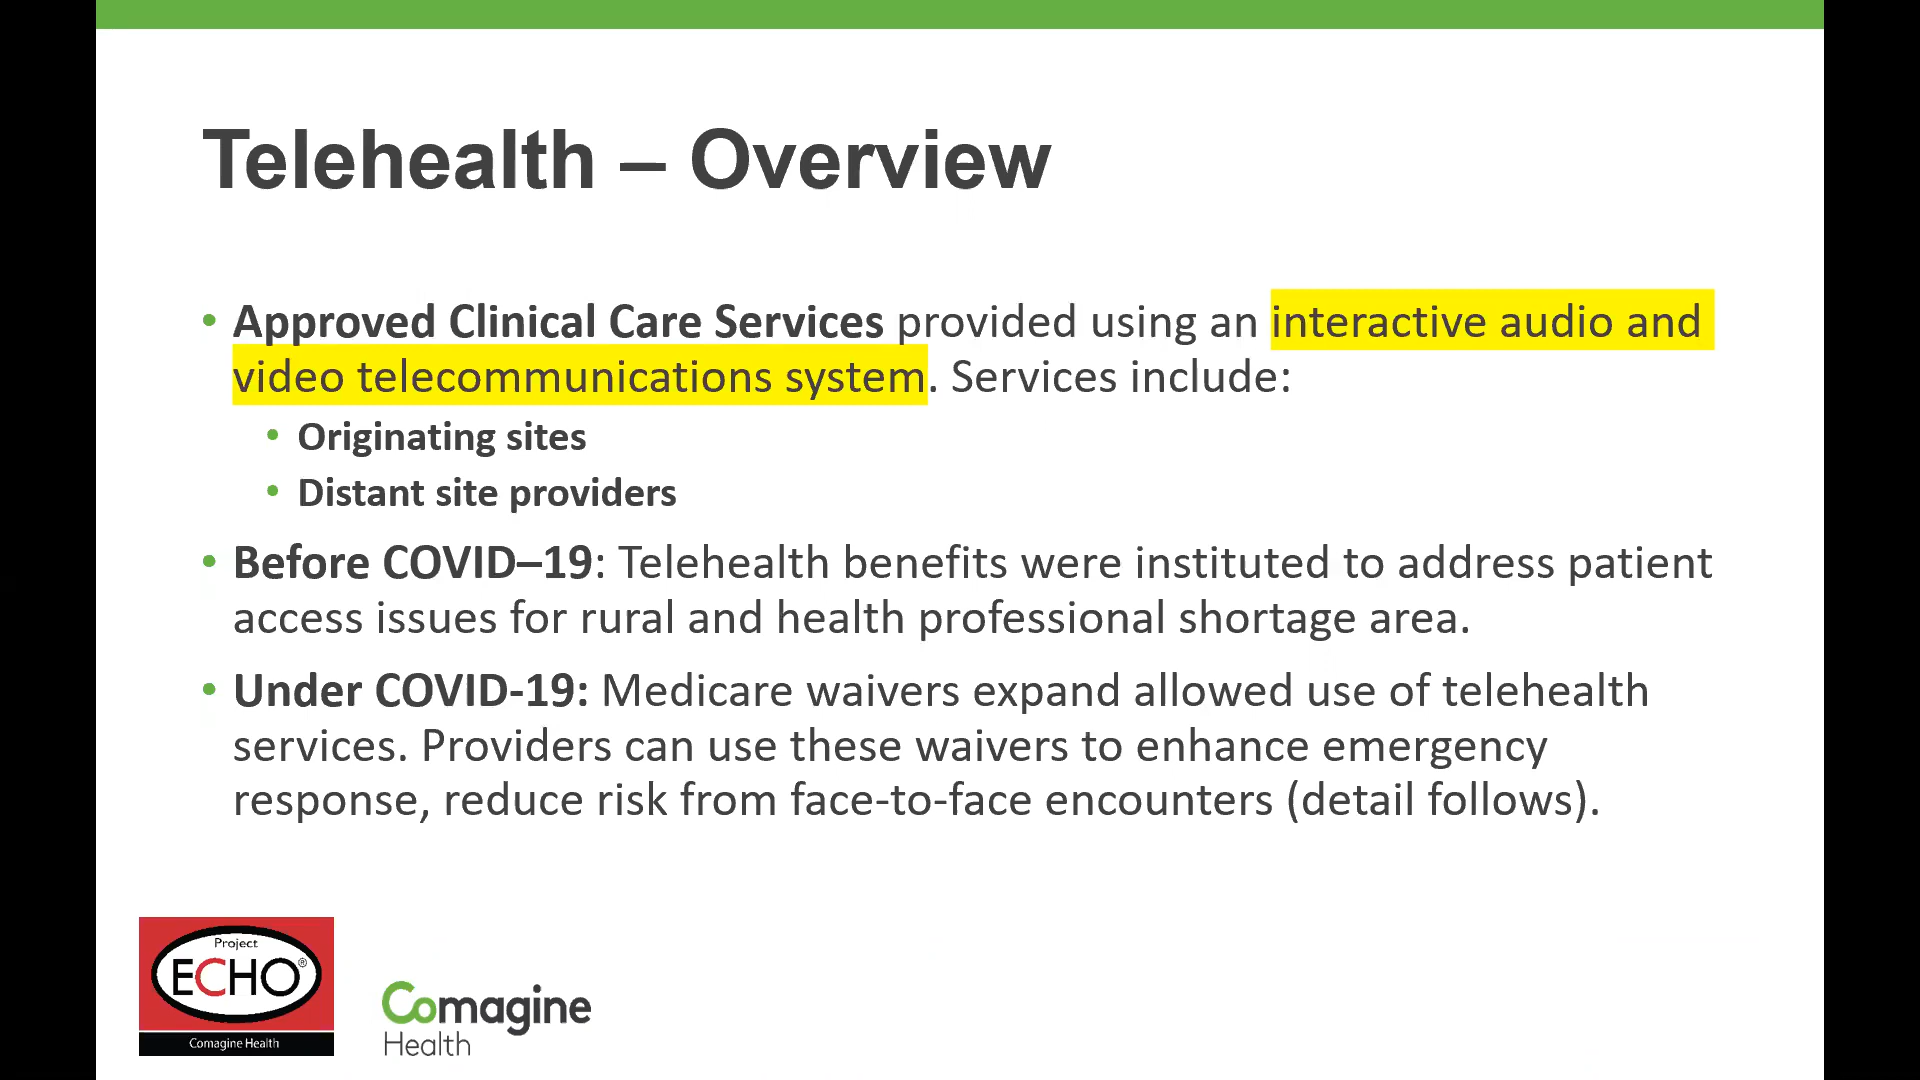 Telehealth – Overview
• Approved Clinical Care Services provided using an interactive audio and
video telecommunications system. Services include:
• Originating sites
• Distant site providers
• Before COVID–19: Telehealth benefits were instituted to address patient
access issues for rural and health professional shortage area.
• Under COVID-19: Medicare waivers expand allowed use of telehealth
services. Providers can use these waivers to enhance emergency
response, reduce risk from face-to-face encounters (detail follows).
Project
ECHO®
Comagine Health
Comagine
Health